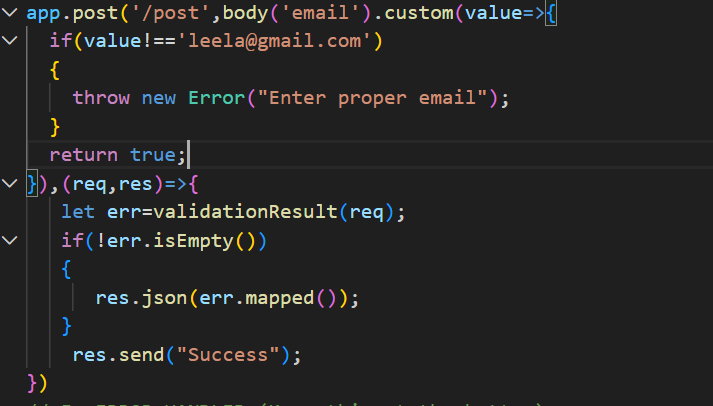 app.post('/post',body('email').custom(value=>{
if(value!=='leela@gmail.com')
{
throw new Error("Enter proper email");
}
return true;
}),(req,res)=>{
let err=validationResult(req);
if(!err.isEmpty())
{
res.json(err.mapped());
}
res.send("Success");
})